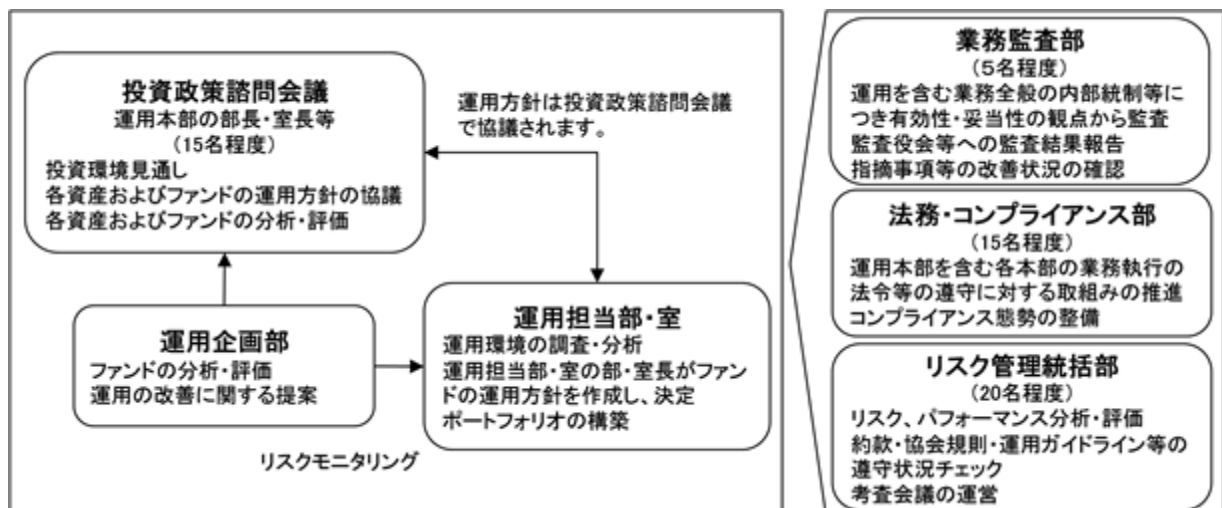 投資政策諮問会議
運用本部の部長・室長等
(15名程度)
投資環境見通し
各資産およびファンドの運用方針の協議
各資産およびファンドの分析・評価
運用方針は投資政策諮問会議
で協議されます。
運用企画部
ファンドの分析・評価
運用の改善に関する提案
運用担当部・室
運用環境の調査・分析
運用担当部・室の部・室長がファン
ドの運用方針を作成し、決定
ポートフォリオの構築
リスクモニタリング
業務監査部
(5名程度)
運用を含む業務全般の内部統制等に
つき有効性・妥当性の観点から監査
監査役会等への監査結果報告
指摘事項等の改善状況の確認
法務・コンプライアンス部
(15名程度)
運用本部を含む各本部の業務執行の
法令等の遵守に対する取組みの推進
コンプライアンス態勢の整備
リスク管理統括部
(20名程度)
リスク、パフォーマンス分析・評価
約款・協会規則・運用ガイドライン等の
遵守状況チェック
考査会議の運営